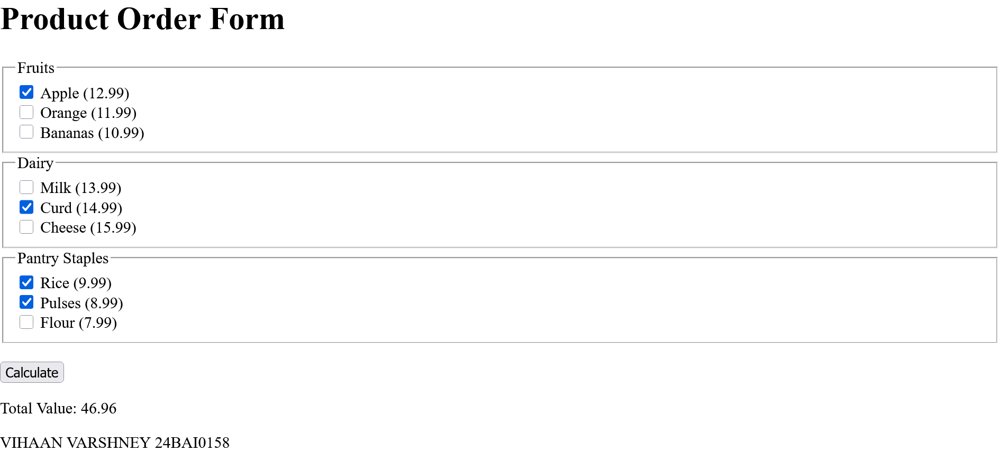 Product Order Form
Fruits
Apple (12.99)
Orange (11.99)
Bananas (10.99)
Dairy
Milk (13.99)
Curd (14.99)
Cheese (15.99)
Pantry Staples
Rice (9.99)
Pulses (8.99)
Flour (7.99)
Calculate
Total Value: 46.96
VIHAAN VARSHNEY 24BAI0158